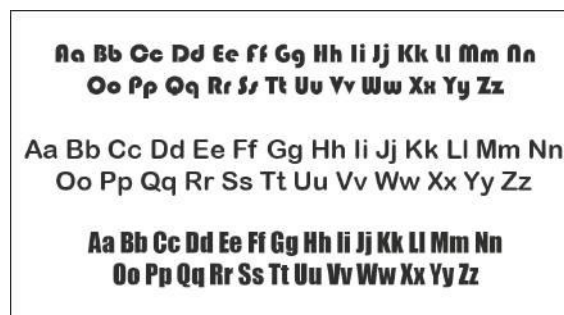 Aa Bb Cc Dd Ee Ff Gg Hh Ii Jj Kk Ll Mm Nn
Oo Pp Qq Rr Ss Tt Uu Vv Ww Xx Yy Zz
Aa Bb Cc Dd Ee Ff Gg Hh Ii Jj Kk Ll Mm Nn
Oo Pp Qq Rr Ss Tt Uu Vv Ww Xx Yy Zz
Aa Bb Cc Dd Ee Ff Gg Hh Ii Jj Kk Ll Mm Nn
Oo Pp Qq Rr Ss Tt Uu Vv Ww Xx Yy Zz